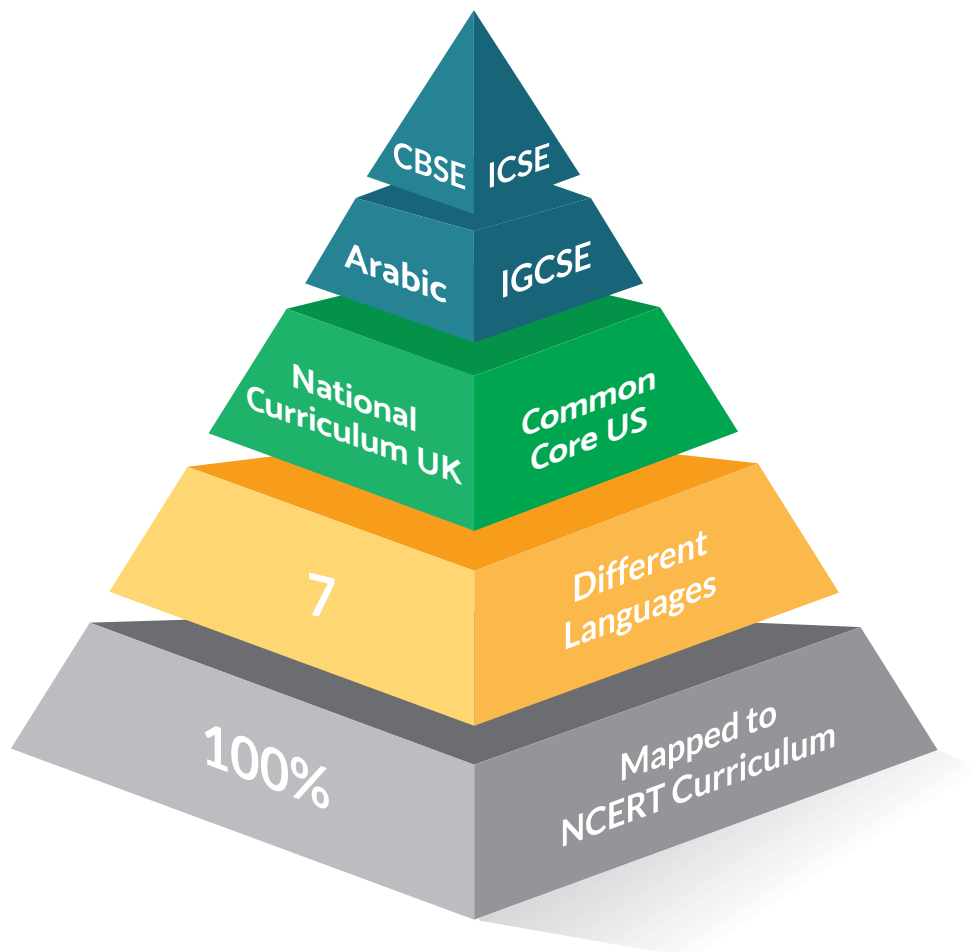 CBSE
ICSE
Arabic
IGCSE
National
Curriculum UK
Common
Core US
7
Different
Languages
100%
Mapped to
NCERT Curriculum